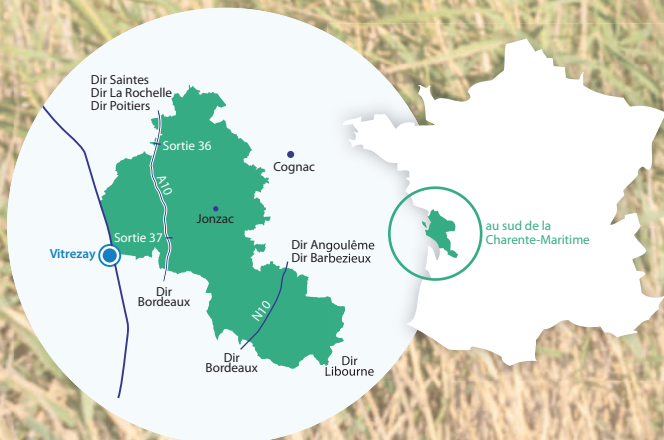 Dir Saintes
Dir La Rochelle
Dir Poitiers
Sortie 36
Cognac
A10
Jonzac
Sortie 37
Vitrezay
Dir Angoulême
Dir Barbezieux
Dir
Bordeaux
N10
Dir
Bordeaux
Dir
Libourne
au sud de la
Charente-Maritime